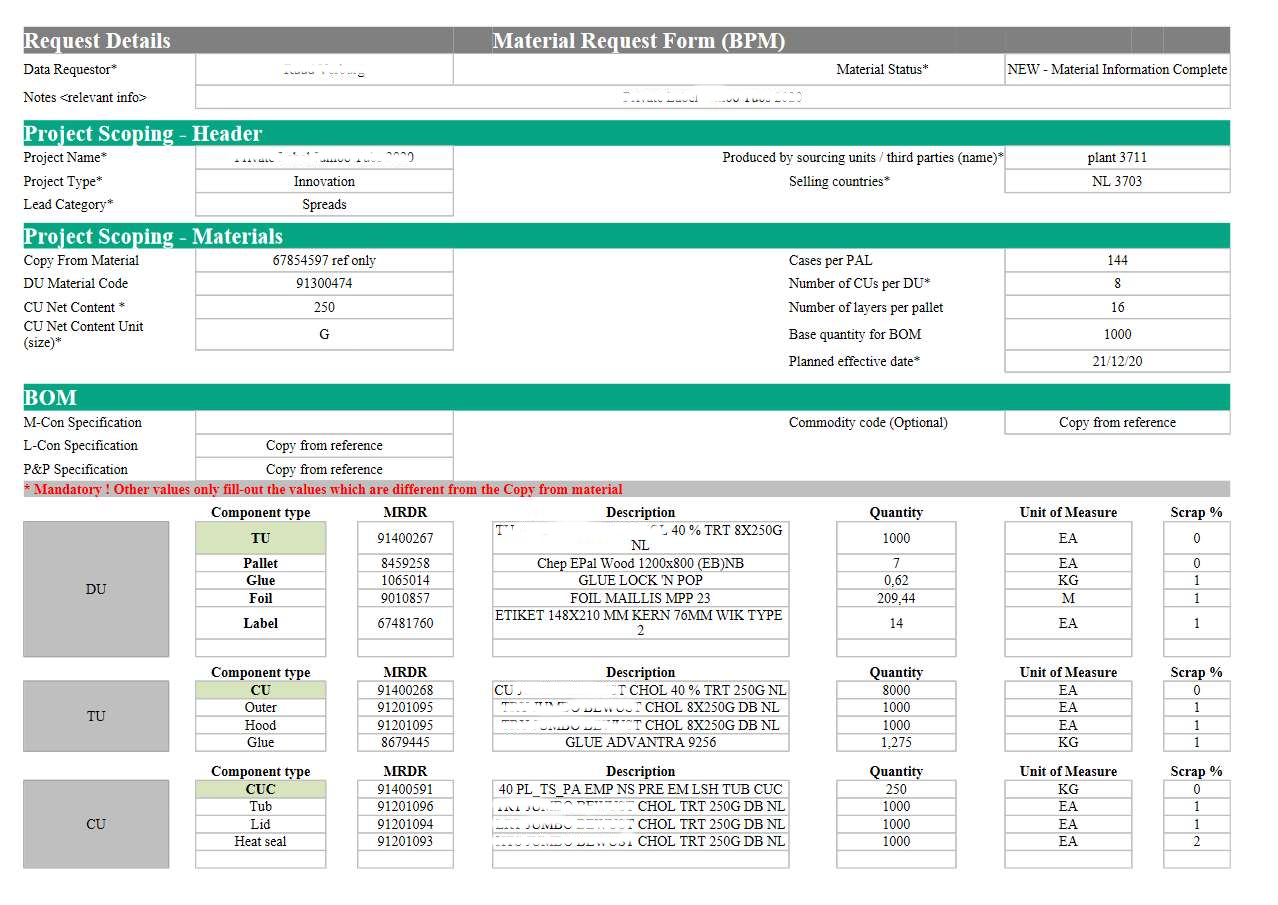 Request Details Material Request Form (BPM)
Data Requestor* Material Status* NEW - Material Information Complete
Notes <relevant info>
Project Scoping - Header
Project Name* Produced by sourcing units / third parties (name)* plant 3711
Project Type* Innovation Selling countries* NL 3703
Lead Category* Spreads
Project Scoping - Materials
Copy From Material 67854597 ref only Cases per PAL 144
DU Material Code 91300474 Number of CUs per DU* 8
CU Net Content * 250 Number of layers per pallet 16
CU Net Content Unit
(size)* G Base quantity for BOM 1000
Planned effective date* 21/12/20
BOM
M-Con Specification Commodity code (Optional) Copy from reference
L-Con Specification Copy from reference
P&P Specification Copy from reference
* Mandatory ! Other values only fill-out the values which are different from the Copy from material
Component type MRDR Description Quantity Unit of Measure Scrap %
DU
TU 91400267 40 % TRT 8X250G
NL 1000 EA 0
Pallet 8459258 Chep EPal Wood 1200x800 (EB)NB 7 EA 0
Glue 1065014 GLUE LOCK 'N POP 0,62 KG 1
Foil 9010857 FOIL MAILLIS MPP 23 209,44 M 1
Label 67481760 ETIKET 148X210 MM KERN 76MM WIK TYPE
2 14 EA 1
Component type MRDR Description Quantity Unit of Measure Scrap %
TU
CU 91400268 CU CHOL 40 % TRT 250G NL 8000 EA 0
Outer 91201095 CHOL 8X250G DB NL 1000 EA 1
Hood 91201095 CHOL 8X250G DB NL 1000 EA 1
Glue 8679445 GLUE ADVANTRA 9256 1,275 KG 1
Component type MRDR Description Quantity Unit of Measure Scrap %
CU
CUC 91400591 40 PL_TS_PA EMP NS PRE EM LSH TUB CUC 250 KG 0
Tub 91201096 CHOL TRT 250G DB NL 1000 EA 1
Lid 91201094 CHOL TRT 250G DB NL 1000 EA 1
Heat seal 91201093 CHOL TRT 250G DB NL 1000 EA 2